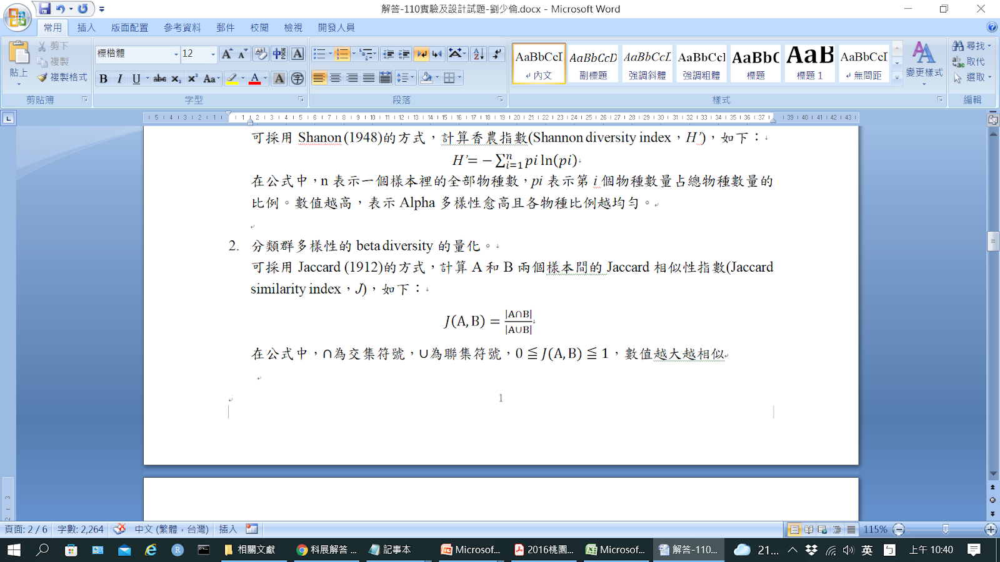 解答-110實驗及設計試題-劉少倫.docx - Microsoft Word
常用 插入 版面配置 參考資料 郵件 校閱 檢視 開發人員
貼上 剪下 複製 複製格式
標楷體 12
AaBbCcI AaBbCcD AaBbCcL AaBbCcI AaBbC AaB AaBbCcI
內文 副標題 強調斜體 強調粗體 標題 標題 1 無間距
變更樣式 尋找 取代 選取
剪貼簿 字型 段落 樣式 編輯
可採用 Shanon (1948)的方式，計算香農指數(Shannon diversity index，H’)，如下：
H’= − ∑ⁿᵢ₌₁ pi ln(pi)
在公式中，n 表示一個樣本裡的全部物種數，pi 表示第 i 個物種數量占總物種數量的
比例。數值越高，表示 Alpha 多樣性愈高且各物種比例越均勻。
2. 分類群多樣性的 beta diversity 的量化。
可採用 Jaccard (1912)的方式，計算 A 和 B 兩個樣本間的 Jaccard 相似性指數(Jaccard
similarity index，J)，如下：
J(A, B) = |A∩B| / |A∪B|
在公式中，∩為交集符號，∪為聯集符號，0 ≦ J(A, B) ≦ 1，數值越大越相似
1
頁面: 2 / 6 字數: 2,264 中文 (繁體，台灣) 插入 115%
相關文獻 科展解答 ... 記事本 Microsof... 2016桃園... Microsof... 解答-110... 21... 英 上午 10:40